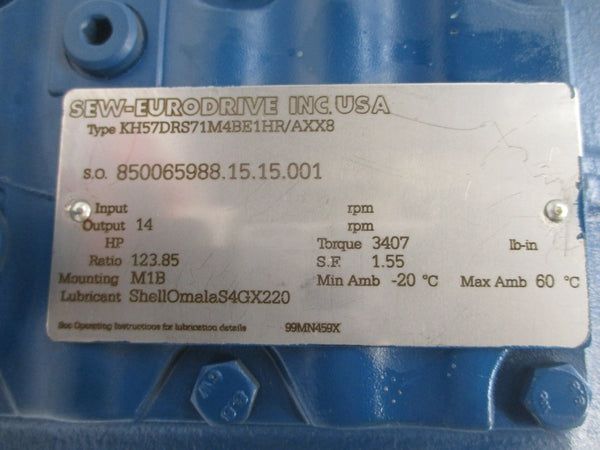 SEW-EURODRIVE INC. USA
Type KH57DRS71M4BE1HR/AXX8
S.O. 850065988.15.15.001
Input rpm
Output 14 rpm
HP Torque 3407 lb-in
Ratio 123.85 S.F. 1.55
Mounting M1B Min Amb -20 °C Max Amb 60 °C
Lubricant ShellOmalaS4GX220
See Operating Instructions for lubrication details 99MN459X
8.8